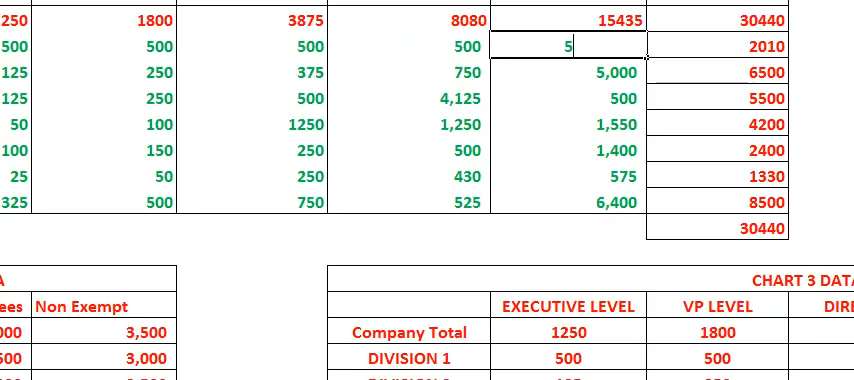 250 1800 3875 8080 15435 30440
500 500 500 500 5 2010
125 250 375 750 5,000 6500
125 250 500 4,125 500 5500
50 100 1250 1,250 1,550 4200
100 150 250 500 1,400 2400
25 50 250 430 575 1330
325 500 750 525 6,400 8500
30440
A CHART 3 DATA
ees Non Exempt EXECUTIVE LEVEL VP LEVEL DIRE
000 3,500 Company Total 1250 1800
500 3,000 DIVISION 1 500 500